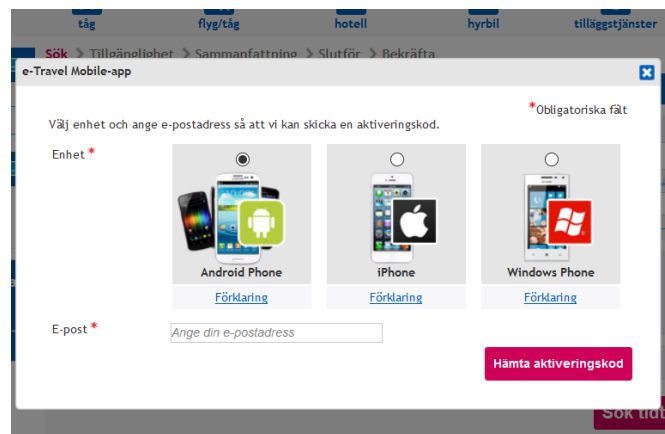 tåg flyg/tåg hotell hyrbil tilläggstjänster
Sök > Tillgänglighet > Sammanfattning > Slutför > Bekräfta
e-Travel Mobile-app
*Obligatoriska fält
Välj enhet och ange e-postadress så att vi kan skicka en aktiveringskod.
Enhet *
Android Phone iPhone Windows Phone
Förklaring Förklaring Förklaring
E-post * Ange din e-postadress
Hämta aktiveringskod
Sök tidt